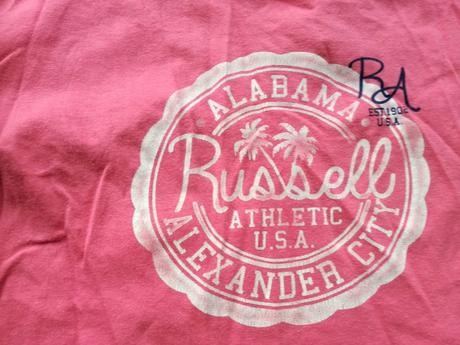 ALABAMA
Russell
ATHLETIC
U.S.A.
ALEXANDER CITY
RA
EST. 1902
U.S.A.